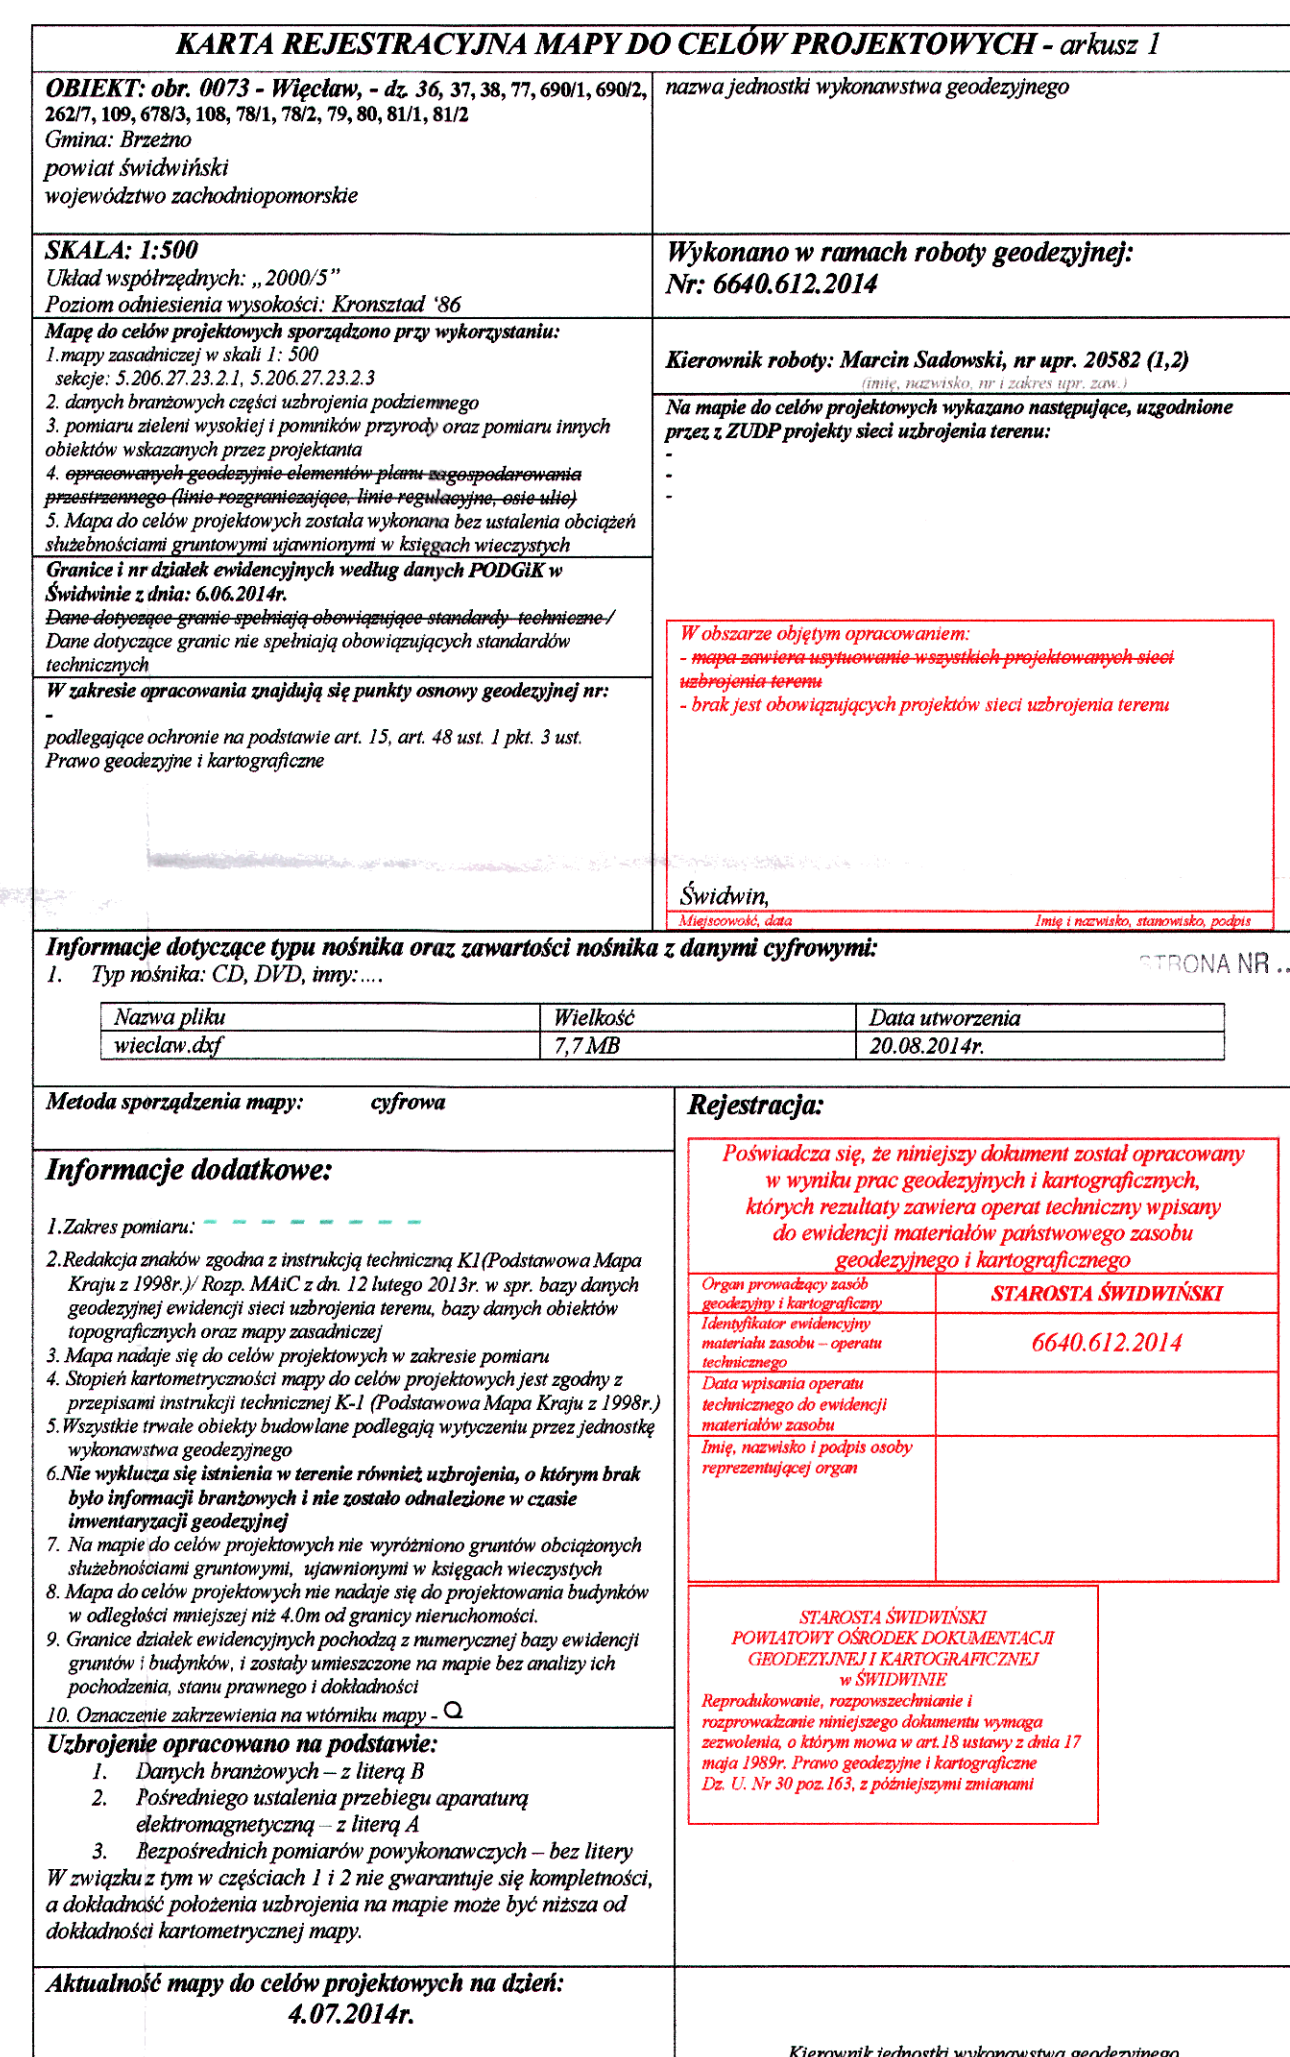 KARTA REJESTRACYJNA MAPY DO CELÓW PROJEKTOWYCH - arkusz 1
OBIEKT: obr. 0073 - Więcław, - dz. 36, 37, 38, 77, 690/1, 690/2,
262/7, 109, 678/3, 108, 78/1, 78/2, 79, 80, 81/1, 81/2
Gmina: Brzeżno
powiat świdwiński
województwo zachodniopomorskie
nazwa jednostki wykonawstwa geodezyjnego
SKALA: 1:500
Układ współrzędnych: „2000/5”
Poziom odniesienia wysokości: Kronsztad ‘86
Wykonano w ramach roboty geodezyjnej:
Nr: 6640.612.2014
Mapę do celów projektowych sporządzono przy wykorzystaniu:
1.mapy zasadniczej w skali 1: 500
sekcje: 5.206.27.23.2.1, 5.206.27.23.2.3
2. danych branżowych części uzbrojenia podziemnego
3. pomiaru zieleni wysokiej i pomników przyrody oraz pomiaru innych
obiektów wskazanych przez projektanta
4. opracowanych geodezyjnie elementów planu zagospodarowania
przestrzennego (linie rozgraniczające, linie regulacyjne, osie ulic)
5. Mapa do celów projektowych została wykonana bez ustalenia obciążeń
służebnościami gruntowymi ujawnionymi w księgach wieczystych
Kierownik roboty: Marcin Sadowski, nr upr. 20582 (1,2)
(imię, nazwisko, nr i zakres upr. zaw.)
Na mapie do celów projektowych wykazano następujące, uzgodnione
przez z ZUDP projekty sieci uzbrojenia terenu:
-
-
-
Granice i nr działek ewidencyjnych według danych PODGiK w
Świdwinie z dnia: 6.06.2014r.
Dane dotyczące granic spełniają obowiązujące standardy techniczne /
Dane dotyczące granic nie spełniają obowiązujących standardów
technicznych
W zakresie opracowania znajdują się punkty osnowy geodezyjnej nr:
-
podlegające ochronie na podstawie art. 15, art. 48 ust. 1 pkt. 3 ust.
Prawo geodezyjne i kartograficzne
W obszarze objętym opracowaniem:
- mapa zawiera usytuowanie wszystkich projektowanych sieci
uzbrojenia terenu
- brak jest obowiązujących projektów sieci uzbrojenia terenu
Świdwin,
Miejscowość, data Imię i nazwisko, stanowisko, podpis
Informacje dotyczące typu nośnika oraz zawartości nośnika z danymi cyfrowymi:
1. Typ nośnika: CD, DVD, inny:....
STRONA NR ..
Nazwa pliku Wielkość Data utworzenia
wieclaw.dxf 7,7 MB 20.08.2014r.
Metoda sporządzenia mapy: cyfrowa
Informacje dodatkowe:
1.Zakres pomiaru:
2.Redakcja znaków zgodna z instrukcją techniczną K1(Podstawowa Mapa
Kraju z 1998r.)/ Rozp. MAiC z dn. 12 lutego 2013r. w spr. bazy danych
geodezyjnej ewidencji sieci uzbrojenia terenu, bazy danych obiektów
topograficznych oraz mapy zasadniczej
3. Mapa nadaje się do celów projektowych w zakresie pomiaru
4. Stopień kartometryczności mapy do celów projektowych jest zgodny z
przepisami instrukcji technicznej K-1 (Podstawowa Mapa Kraju z 1998r.)
5.Wszystkie trwałe obiekty budowlane podlegają wytyczeniu przez jednostkę
wykonawstwa geodezyjnego
6.Nie wyklucza się istnienia w terenie również uzbrojenia, o którym brak
było informacji branżowych i nie zostało odnalezione w czasie
inwentaryzacji geodezyjnej
7. Na mapie do celów projektowych nie wyróżniono gruntów obciążonych
służebnościami gruntowymi, ujawnionymi w księgach wieczystych
8. Mapa do celów projektowych nie nadaje się do projektowania budynków
w odległości mniejszej niż 4.0m od granicy nieruchomości.
9. Granice działek ewidencyjnych pochodzą z numerycznej bazy ewidencji
gruntów i budynków, i zostały umieszczone na mapie bez analizy ich
pochodzenia, stanu prawnego i dokładności
10. Oznaczenie zakrzewienia na wtórniku mapy -
Rejestracja:
Poświadcza się, że niniejszy dokument został opracowany
w wyniku prac geodezyjnych i kartograficznych,
których rezultaty zawiera operat techniczny wpisany
do ewidencji materiałów państwowego zasobu
geodezyjnego i kartograficznego
Organ prowadzący zasób
geodezyjny i kartograficzny
STAROSTA ŚWIDWIŃSKI
Identyfikator ewidencyjny
materiału zasobu – operatu
technicznego
6640.612.2014
Data wpisania operatu
technicznego do ewidencji
materiałów zasobu
Imię, nazwisko i podpis osoby
reprezentującej organ
STAROSTA ŚWIDWIŃSKI
POWIATOWY OŚRODEK DOKUMENTACJI
GEODEZYJNEJ I KARTOGRAFICZNEJ
w ŚWIDWINIE
Reprodukowanie, rozpowszechnianie i
rozprowadzanie niniejszego dokumentu wymaga
zezwolenia, o którym mowa w art.18 ustawy z dnia 17
maja 1989r. Prawo geodezyjne i kartograficzne
Dz. U. Nr 30 poz.163, z późniejszymi zmianami
Uzbrojenie opracowano na podstawie:
1. Danych branżowych – z literą B
2. Pośredniego ustalenia przebiegu aparaturą
elektromagnetyczną – z literą A
3. Bezpośrednich pomiarów powykonawczych – bez litery
W związku z tym w częściach 1 i 2 nie gwarantuje się kompletności,
a dokładność położenia uzbrojenia na mapie może być niższa od
dokładności kartometrycznej mapy.
Aktualność mapy do celów projektowych na dzień:
4.07.2014r.
Kierownik jednostki wykonawstwa geodezyjnego